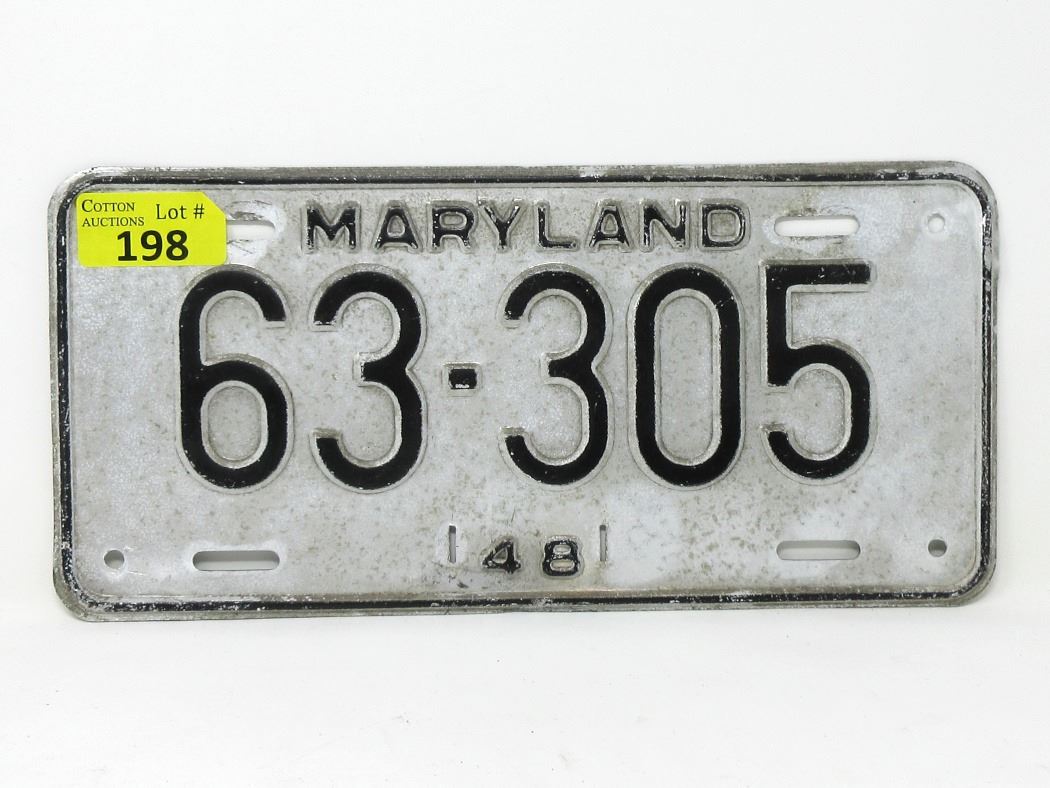 COTTON
AUCTIONS Lot #
198
MARYLAND
63-305
48